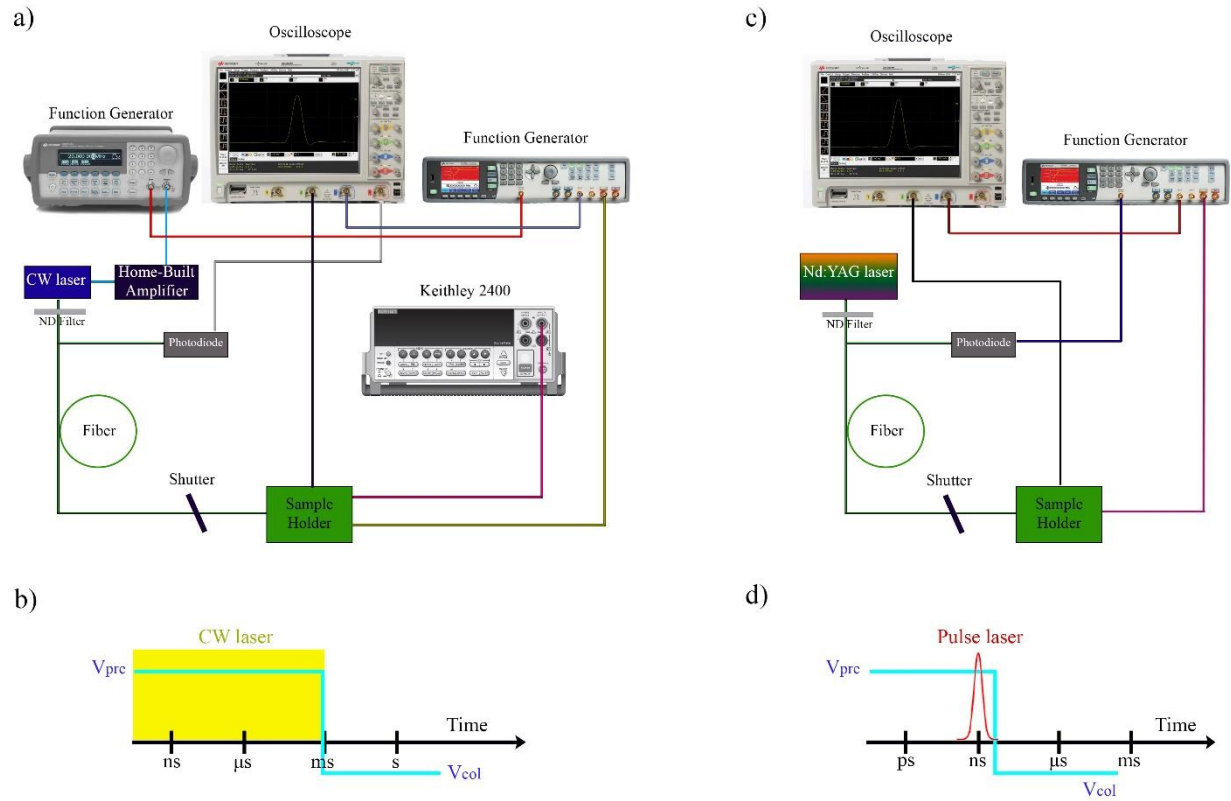 a)
Oscilloscope
Function Generator
Function Generator
CW laser
Home-Built
Amplifier
ND Filter
Photodiode
Keithley 2400
Fiber
Shutter
Sample
Holder
b)
CW laser
Vpre
Time
ns μs ms s
Vcol
c)
Oscilloscope
Function Generator
Nd:YAG laser
ND Filter
Photodiode
Fiber
Shutter
Sample
Holder
d)
Pulse laser
Vpre
Time
ps ns μs ms
Vcol